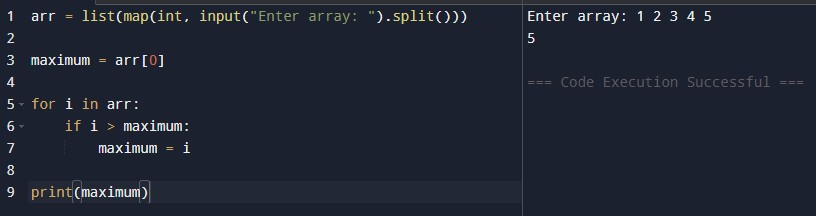 1 arr = list(map(int, input("Enter array: ").split()))
2
3 maximum = arr[0]
4
5 for i in arr:
6     if i > maximum:
7         maximum = i
8
9 print(maximum)
Enter array: 1 2 3 4 5
5
=== Code Execution Successful ===